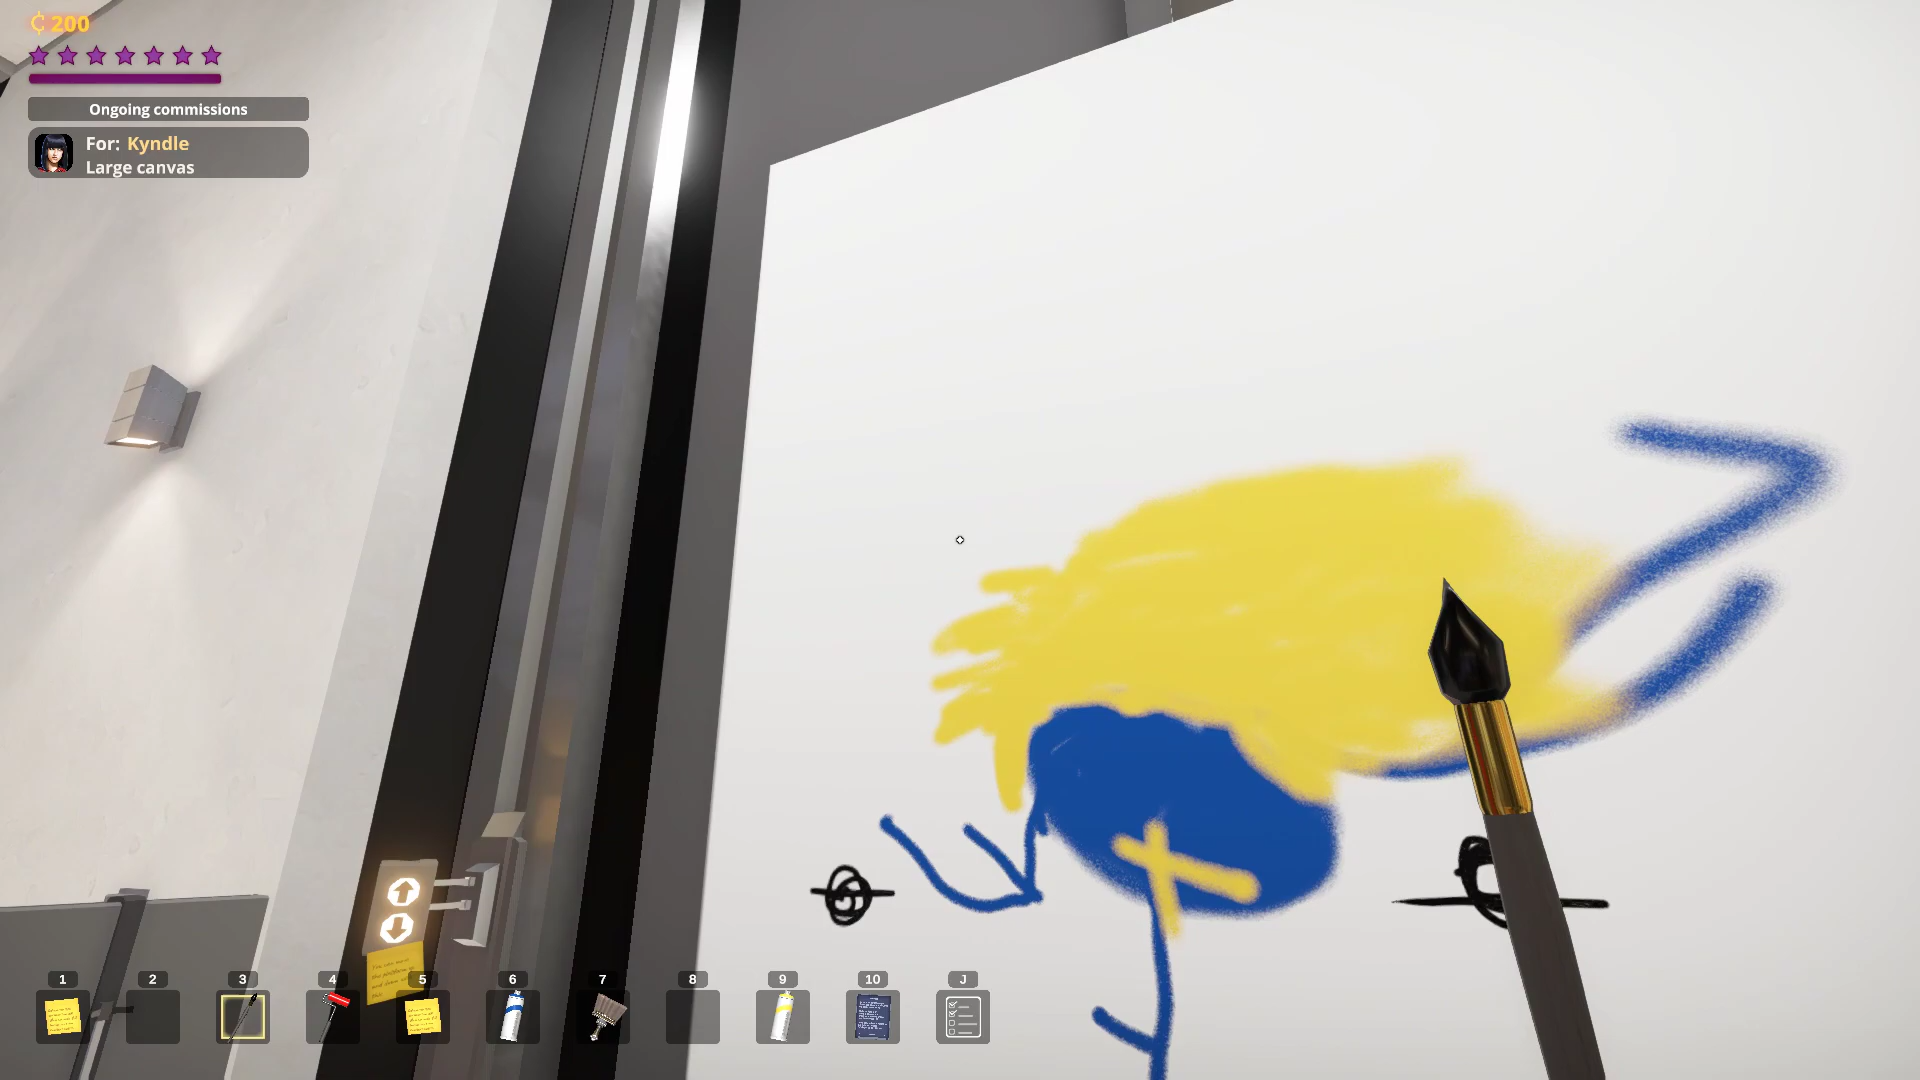 ₵ 200
Ongoing commissions
For: Kyndle
Large canvas
1 2 3 4 5 6 7 8 9 10 J